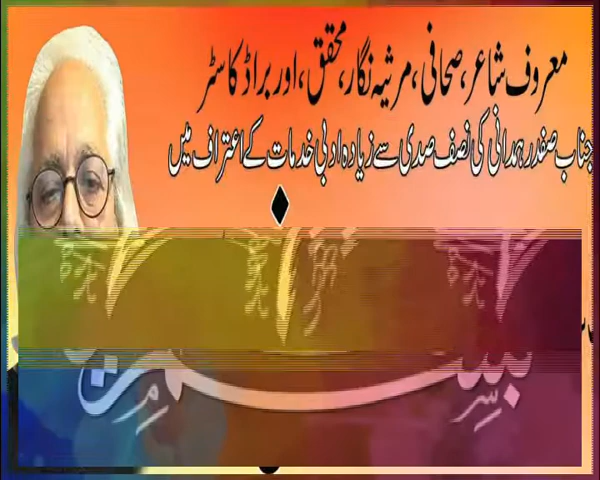 معروف شاعر، صحافی، مرثیہ نگار، محقق، اور براڈ کاسٹر
جناب صفدر ہمدانی کی نصف صدی سے زیادہ ادبی خدمات کے اعتراف میں
بسم